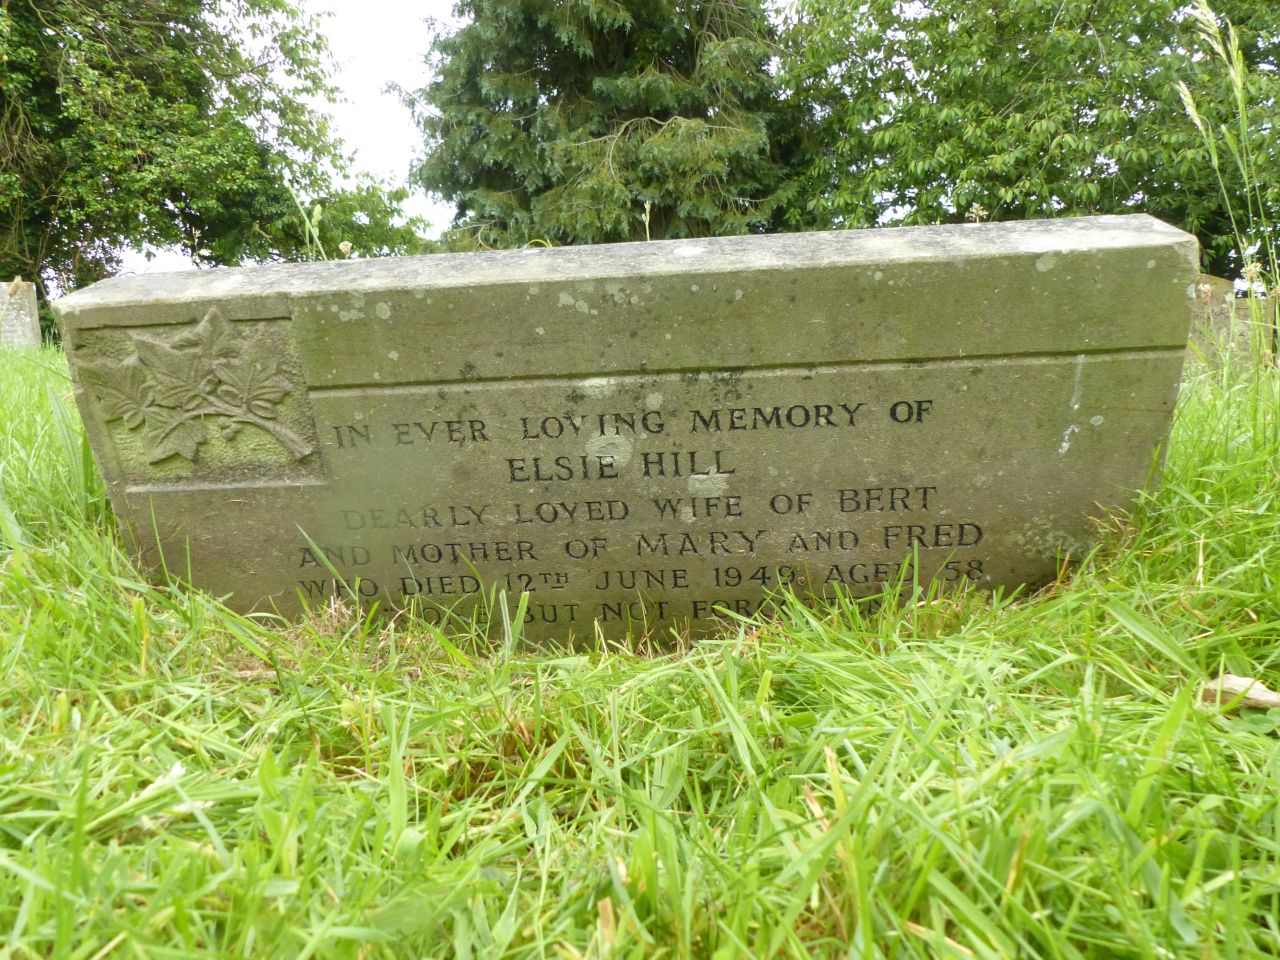 IN EVER LOVING MEMORY OF
ELSIE HILL
DEARLY LOVED WIFE OF BERT
AND MOTHER OF MARY AND FRED
WHO DIED 12TH JUNE 1949. AGED 58
BUT NOT